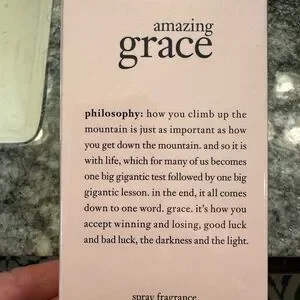 amazing
grace
philosophy: how you climb up the
mountain is just as important as how
you get down the mountain. and so it is
with life, which for many of us becomes
one big gigantic test followed by one big
gigantic lesson. in the end, it all comes
down to one word. grace. it's how you
accept winning and losing, good luck
and bad luck, the darkness and the light.
spray fragrance